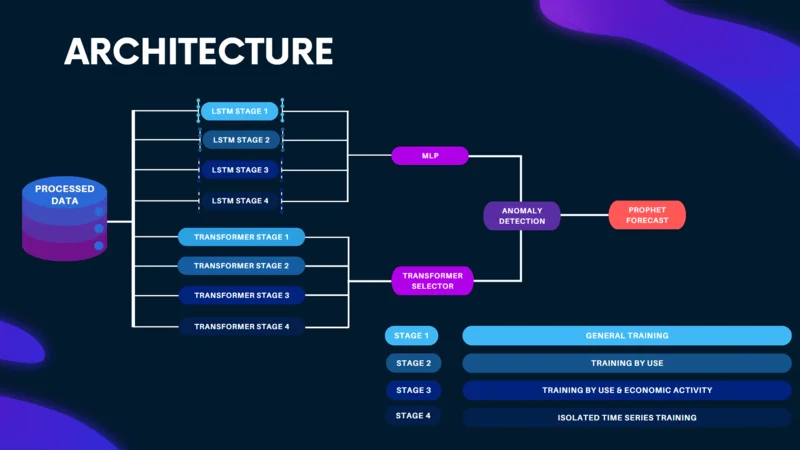 ARCHITECTURE
LSTM STAGE 1
LSTM STAGE 2
LSTM STAGE 3
LSTM STAGE 4
PROCESSED
DATA
TRANSFORMER STAGE 1
TRANSFORMER STAGE 2
TRANSFORMER STAGE 3
TRANSFORMER STAGE 4
MLP
TRANSFORMER
SELECTOR
ANOMALY
DETECTION
PROPHET
FORECAST
STAGE 1 GENERAL TRAINING
STAGE 2 TRAINING BY USE
STAGE 3 TRAINING BY USE & ECONOMIC ACTIVITY
STAGE 4 ISOLATED TIME SERIES TRAINING